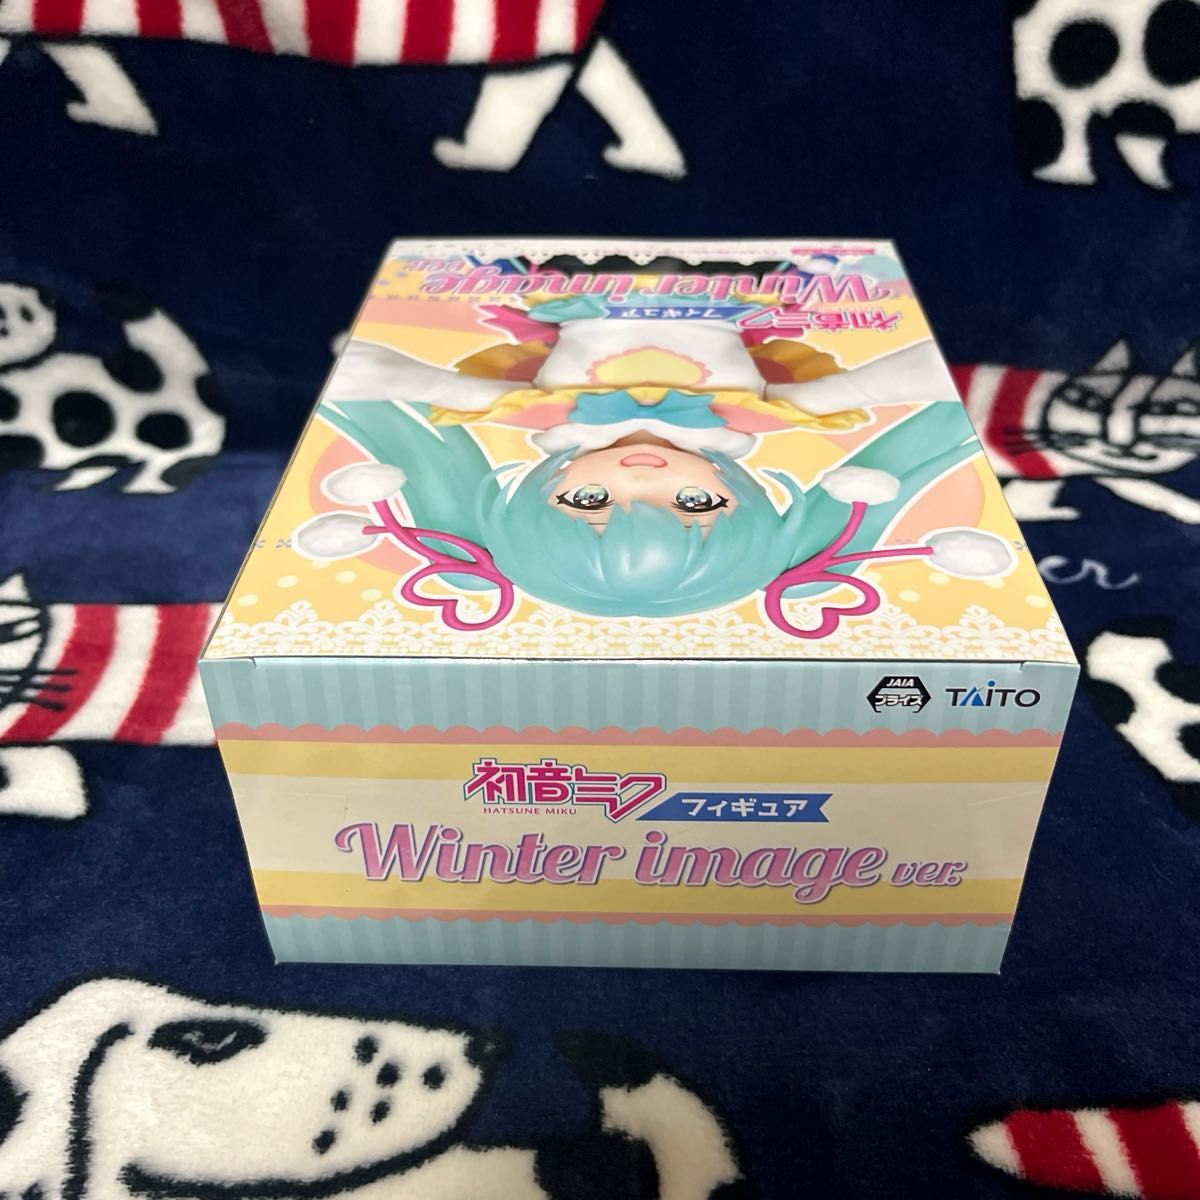 Winter image
ver.
初音ミク
フィギュア
JAIA
プライズ
TAiTO
初音ミク
HATSUNE MIKU
フィギュア
Winter image ver.
er